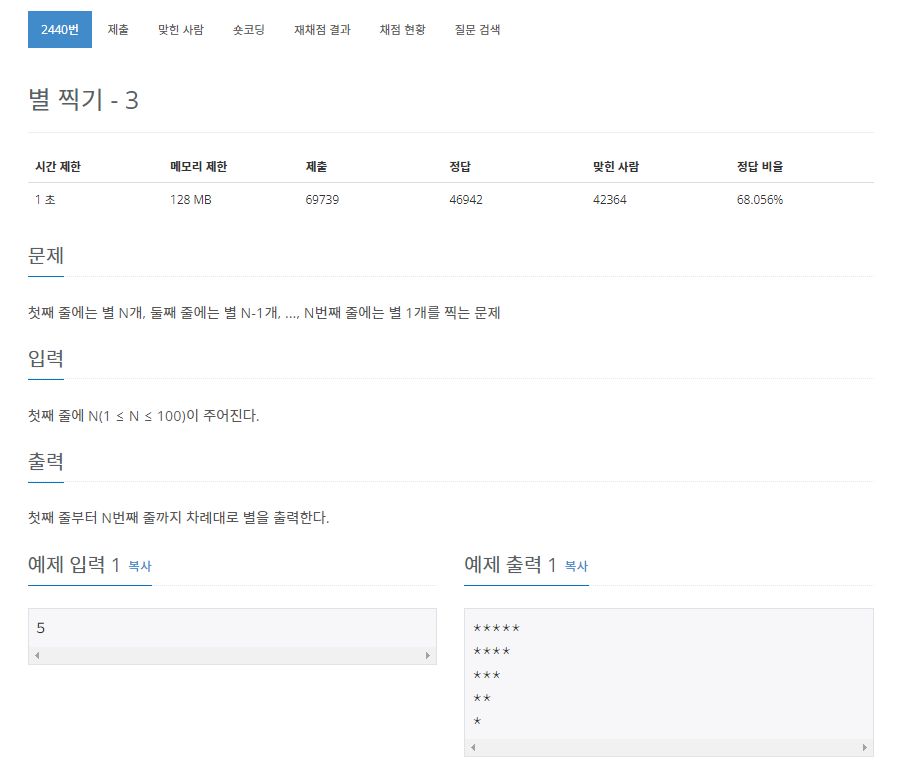 2440번 제출 맞힌 사람 숏코딩 재채점 결과 채점 현황 질문 검색
별 찍기 - 3
시간 제한 메모리 제한 제출 정답 맞힌 사람 정답 비율
1 초 128 MB 69739 46942 42364 68.056%
문제
첫째 줄에는 별 N개, 둘째 줄에는 별 N-1개, ..., N번째 줄에는 별 1개를 찍는 문제
입력
첫째 줄에 N(1 ≤ N ≤ 100)이 주어진다.
출력
첫째 줄부터 N번째 줄까지 차례대로 별을 출력한다.
예제 입력 1 복사
5
예제 출력 1 복사
*****
****
***
**
*